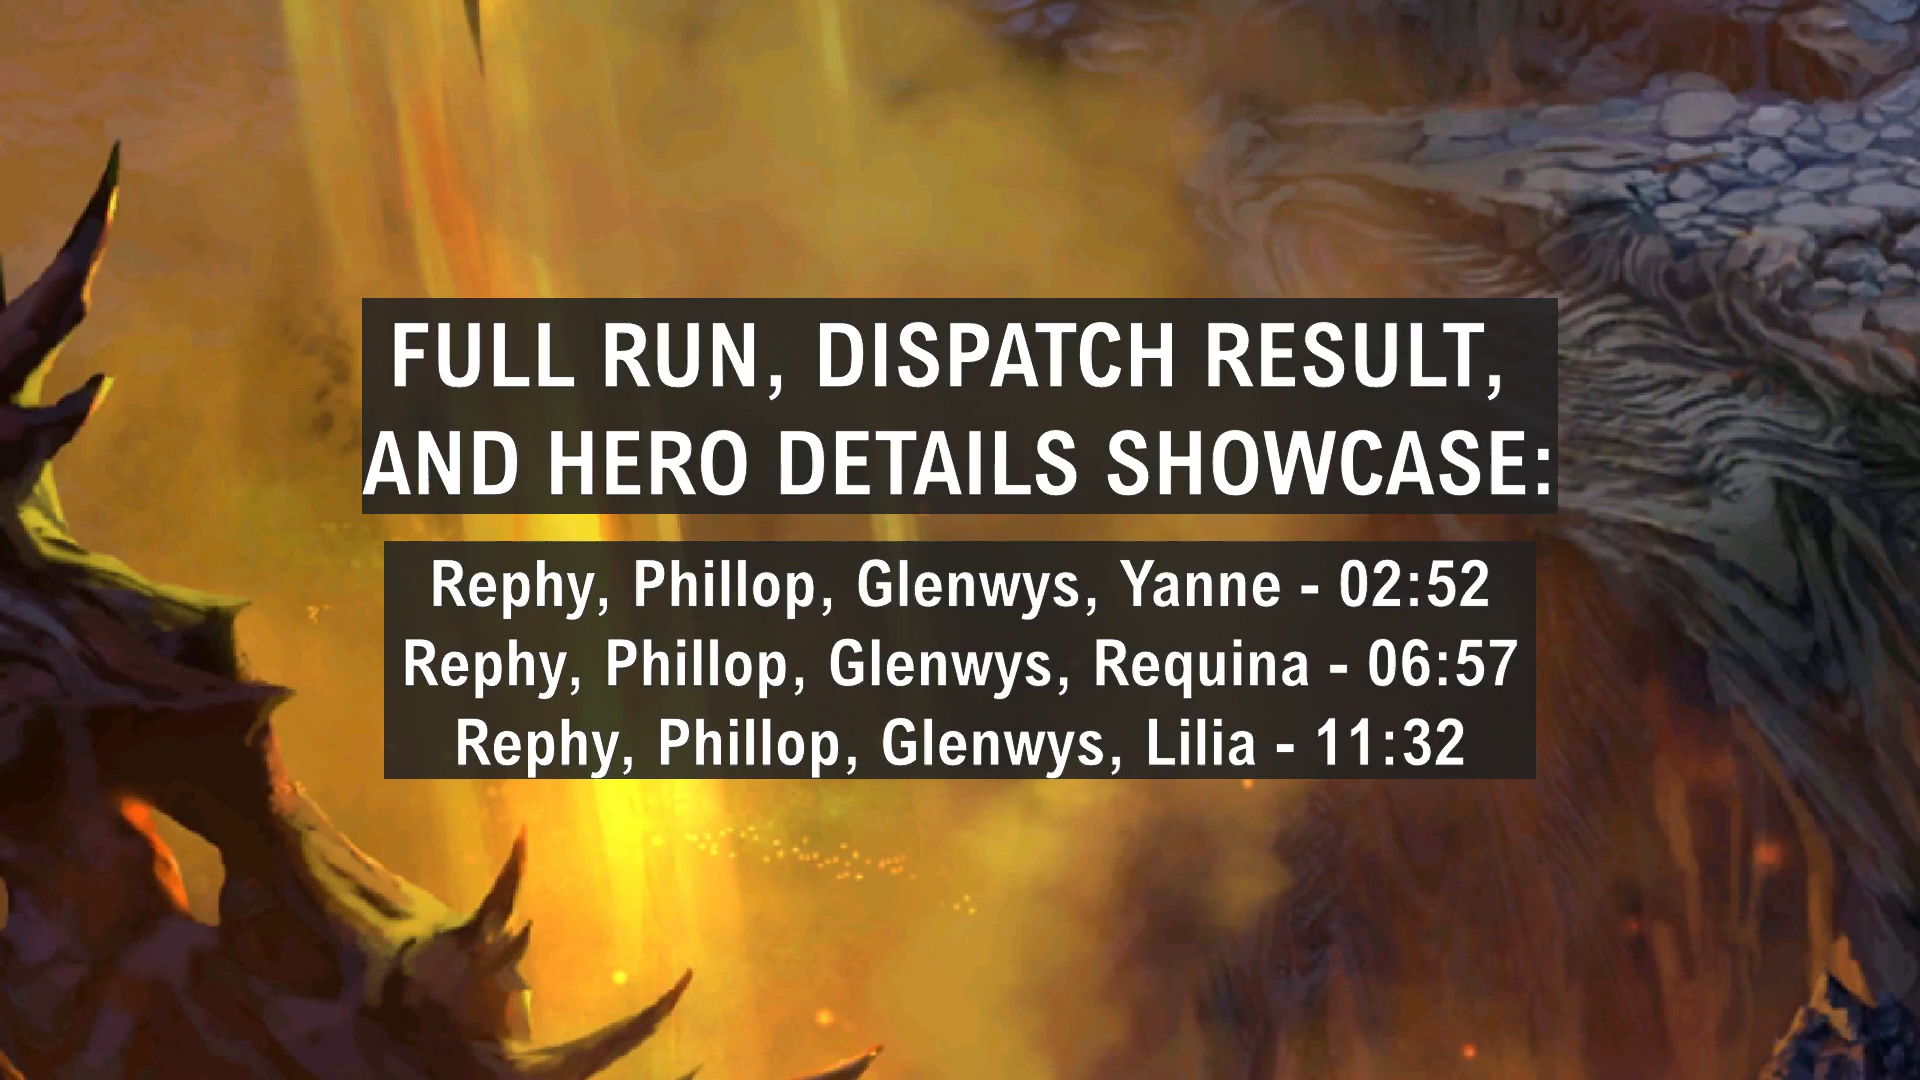 FULL RUN, DISPATCH RESULT,
AND HERO DETAILS SHOWCASE:
Rephy, Phillop, Glenwys, Yanne - 02:52
Rephy, Phillop, Glenwys, Requina - 06:57
Rephy, Phillop, Glenwys, Lilia - 11:32